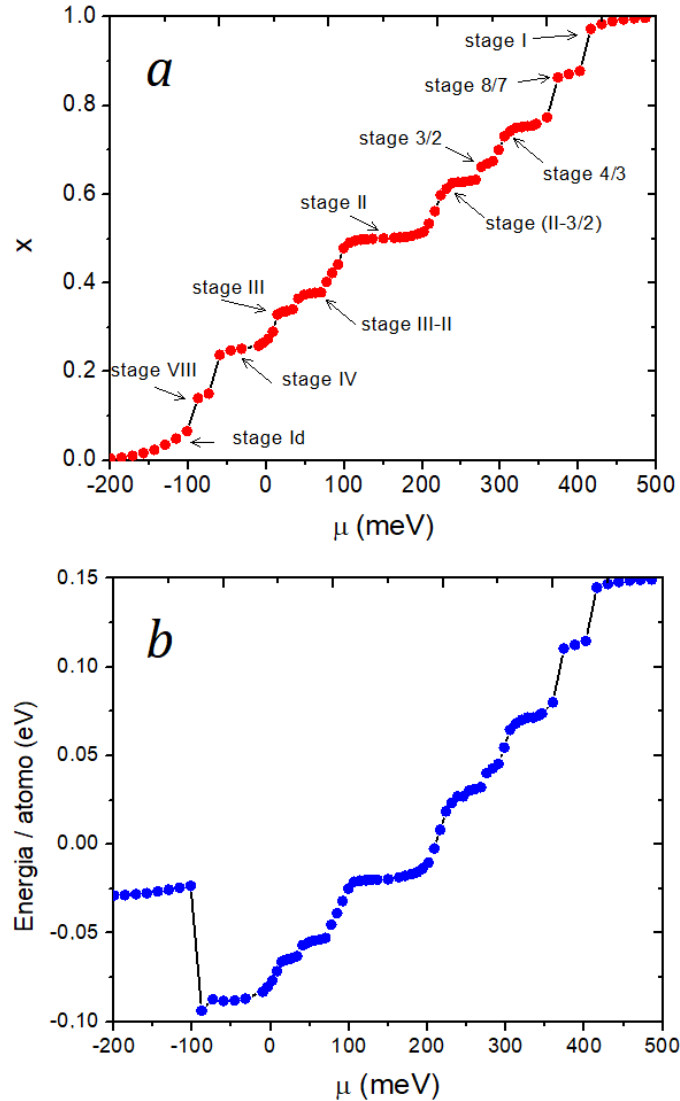 a
stage I
stage 8/7
stage 3/2
stage 4/3
stage II
stage (II-3/2)
stage III
stage III-II
stage VIII
stage IV
stage Id
1.0
0.8
0.6
0.4
0.2
0.0
x
-200 -100 0 100 200 300 400 500
μ (meV)
b
0.15
0.10
0.05
0.00
-0.05
-0.10
Energia / atomo (eV)
-200 -100 0 100 200 300 400 500
μ (meV)